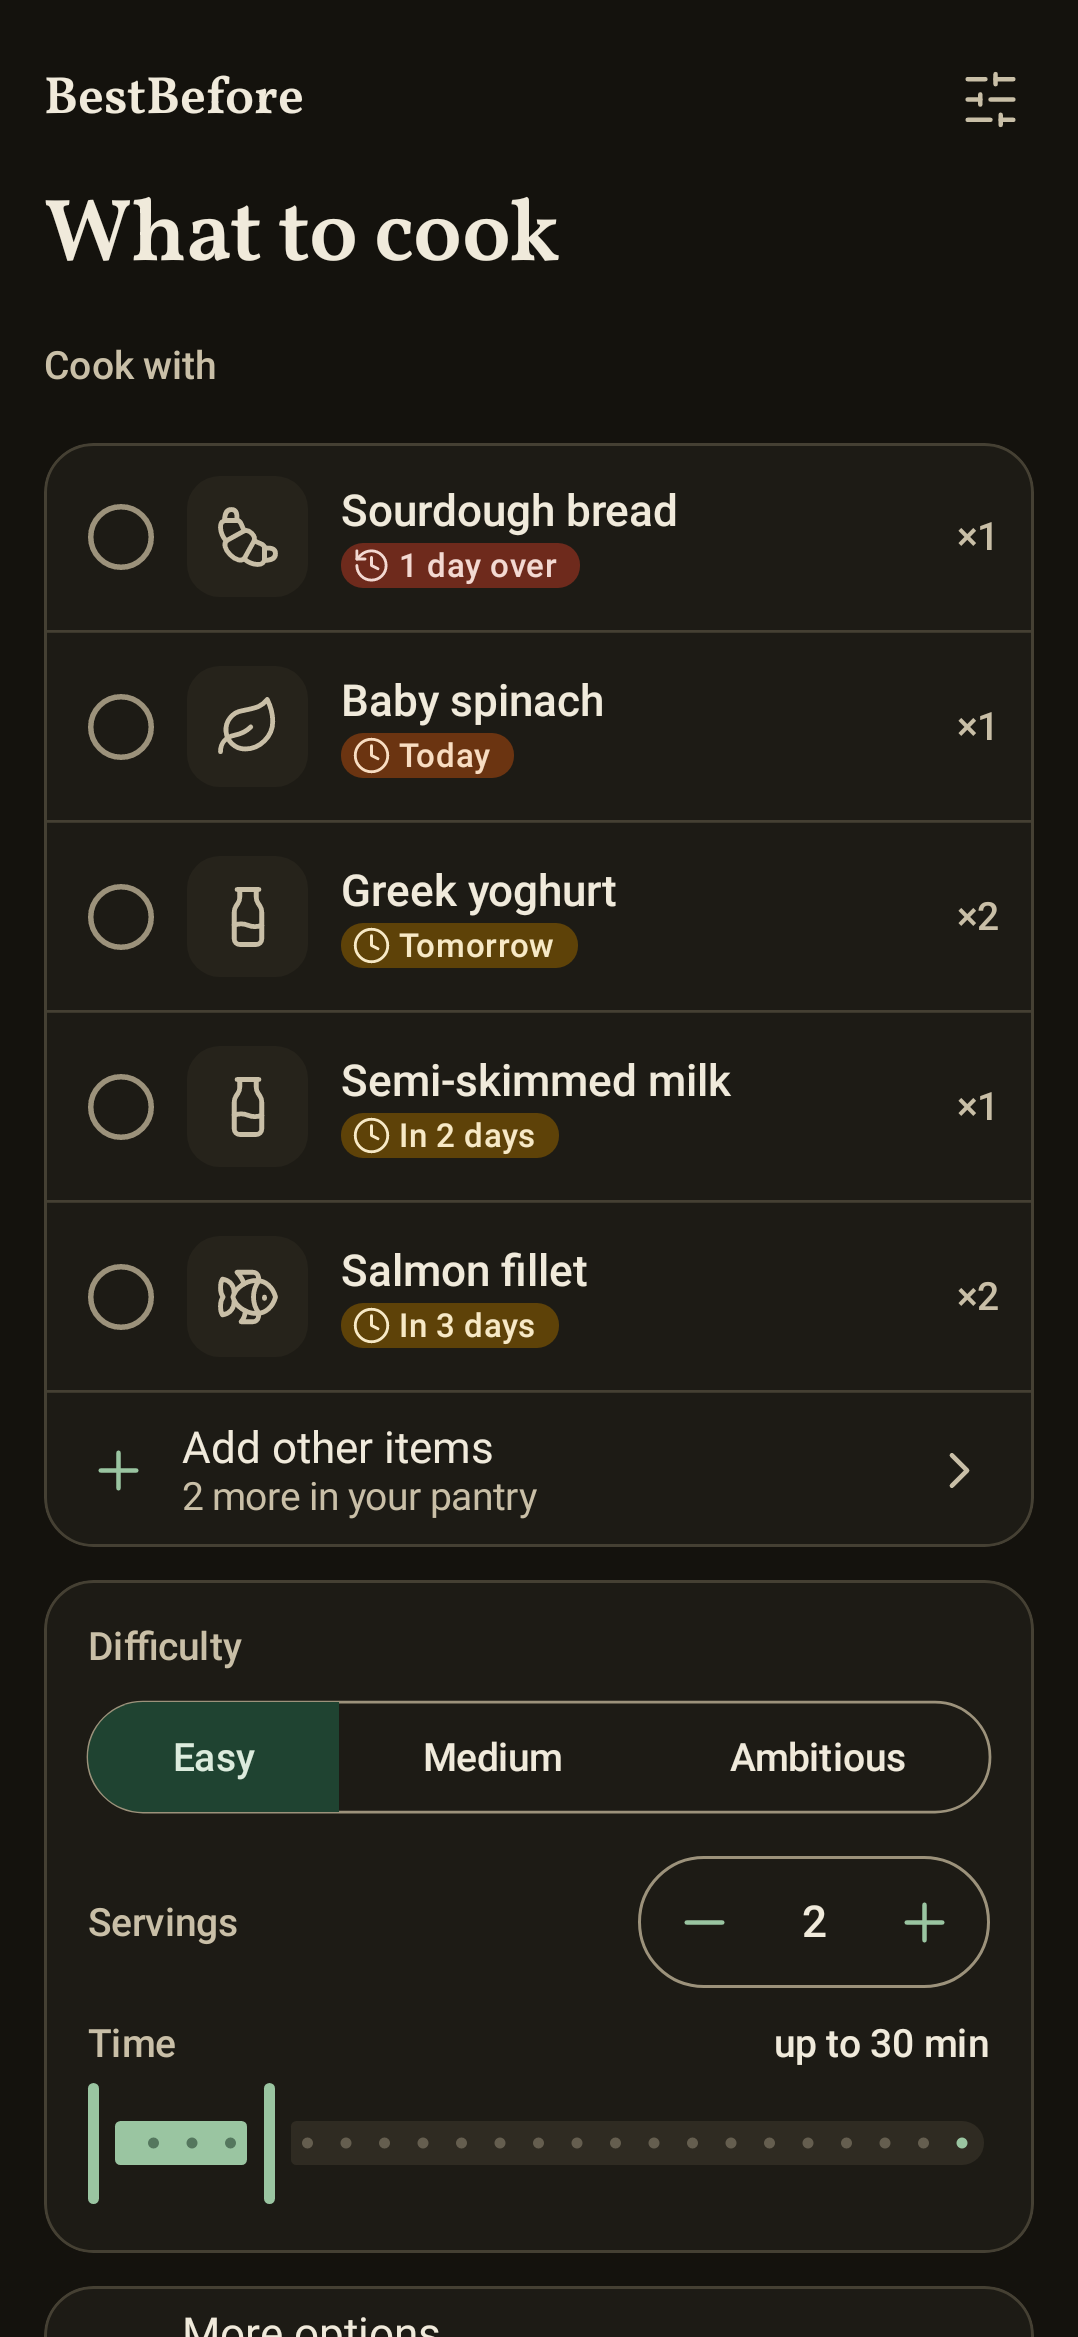 BestBefore
What to cook
Cook with
Sourdough bread
1 day over
×1
Baby spinach
Today
×1
Greek yoghurt
Tomorrow
×2
Semi-skimmed milk
In 2 days
×1
Salmon fillet
In 3 days
×2
Add other items
2 more in your pantry
Difficulty
Easy
Medium
Ambitious
Servings
2
Time
up to 30 min
More options